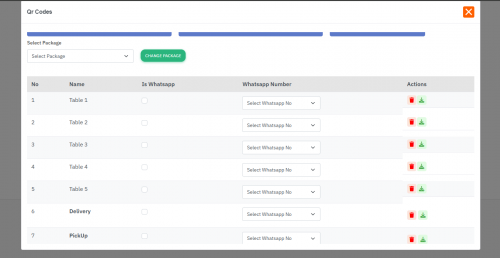 Qr Codes
Select Package
Select Package
CHANGE PACKAGE
No Name Is Whatsapp Whatsapp Number Actions
1 Table 1 Select Whatsapp No
2 Table 2 Select Whatsapp No
3 Table 3 Select Whatsapp No
4 Table 4 Select Whatsapp No
5 Table 5 Select Whatsapp No
6 Delivery Select Whatsapp No
7 PickUp Select Whatsapp No